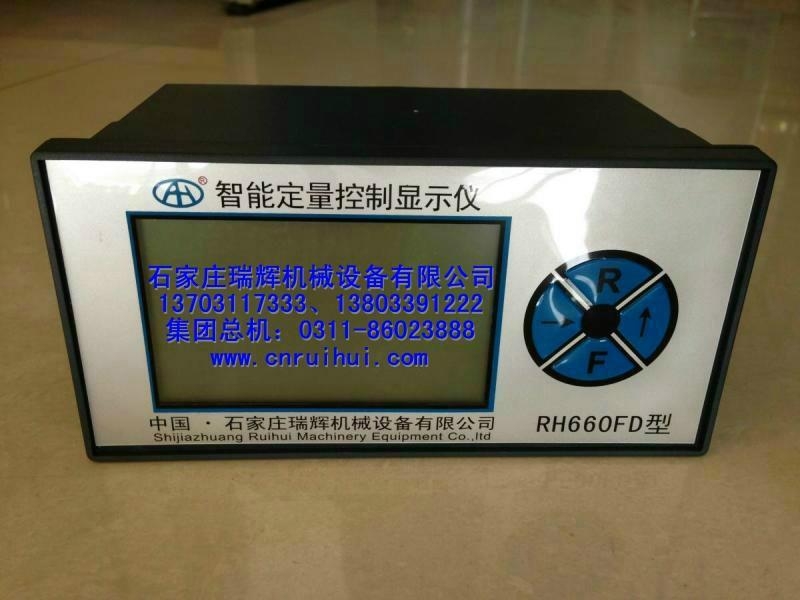 ® 智能定量控制显示仪
石家庄瑞辉机械设备有限公司
13703117333、13803391222
集团总机：0311-86023888
www.cnruihui.com
R
→ ↑
F
中国·石家庄瑞辉机械设备有限公司
Shijiazhuang Ruihui Machinery Equipment Co.,ltd
RH660FD型